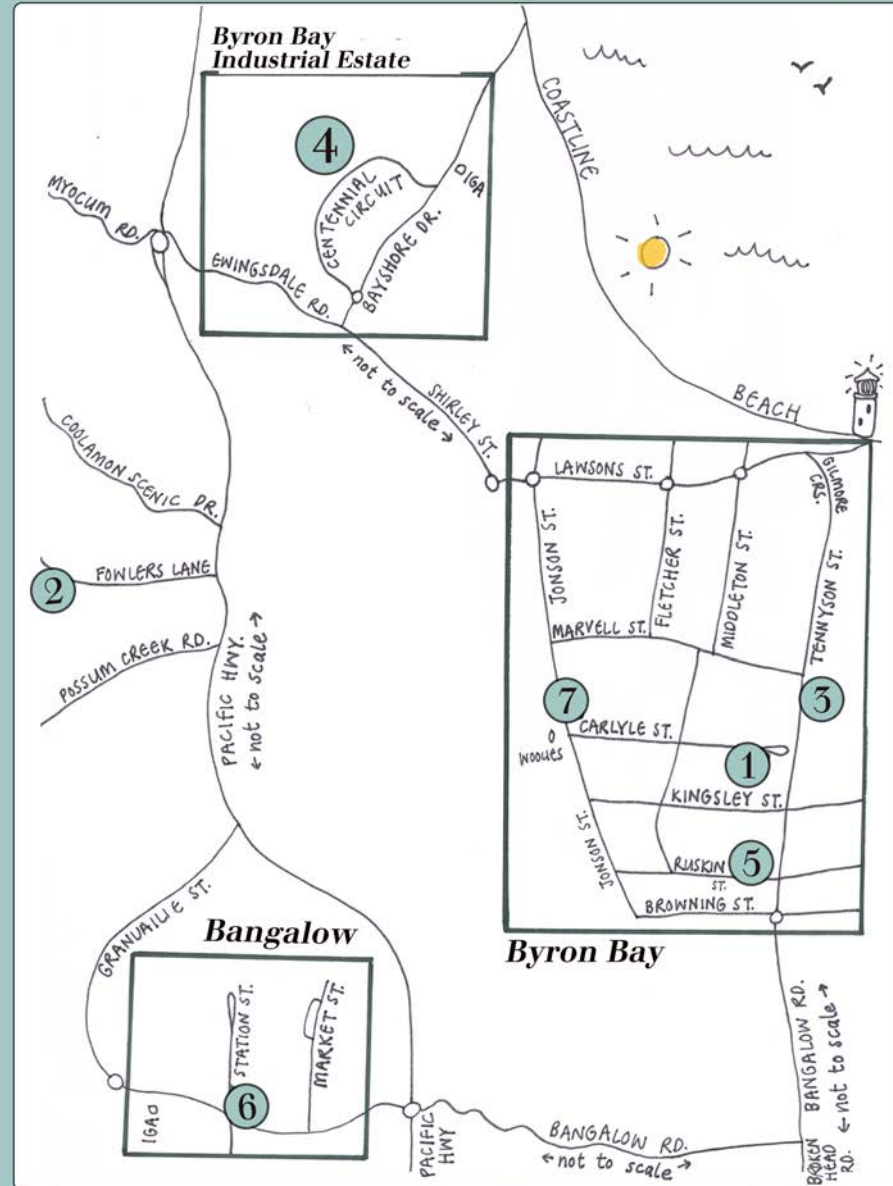 Byron Bay
Industrial Estate
4
COASTLINE
MYOCUM
RD.
CENTENNIAL
CIRCUIT
IGA
BAYSHORE DR.
EWINGSDALE RD.
← not to scale →
SHIRLEY ST.
BEACH
COOLAMON SCENIC DR.
LAWSONS ST.
GILMORE
CRS.
JONSON ST.
FLETCHER ST.
MIDDLETON ST.
TENNYSON ST.
2
FOWLERS LANE
MARVELL ST.
POSSUM CREEK RD.
PACIFIC HWY.
← not to scale →
7
3
CARLYLE ST.
WOOLIES
1
KINGSLEY ST.
JONSON ST.
5
RUSKIN
ST.
BROWNING ST.
GRANUAILIE ST.
Bangalow
Byron Bay
STATION ST.
MARKET ST.
BANGALOW RD.
← not to scale →
6
IGA
PACIFIC
HWY
BANGALOW RD.
← not to scale →
BROKEN
HEAD
RD.